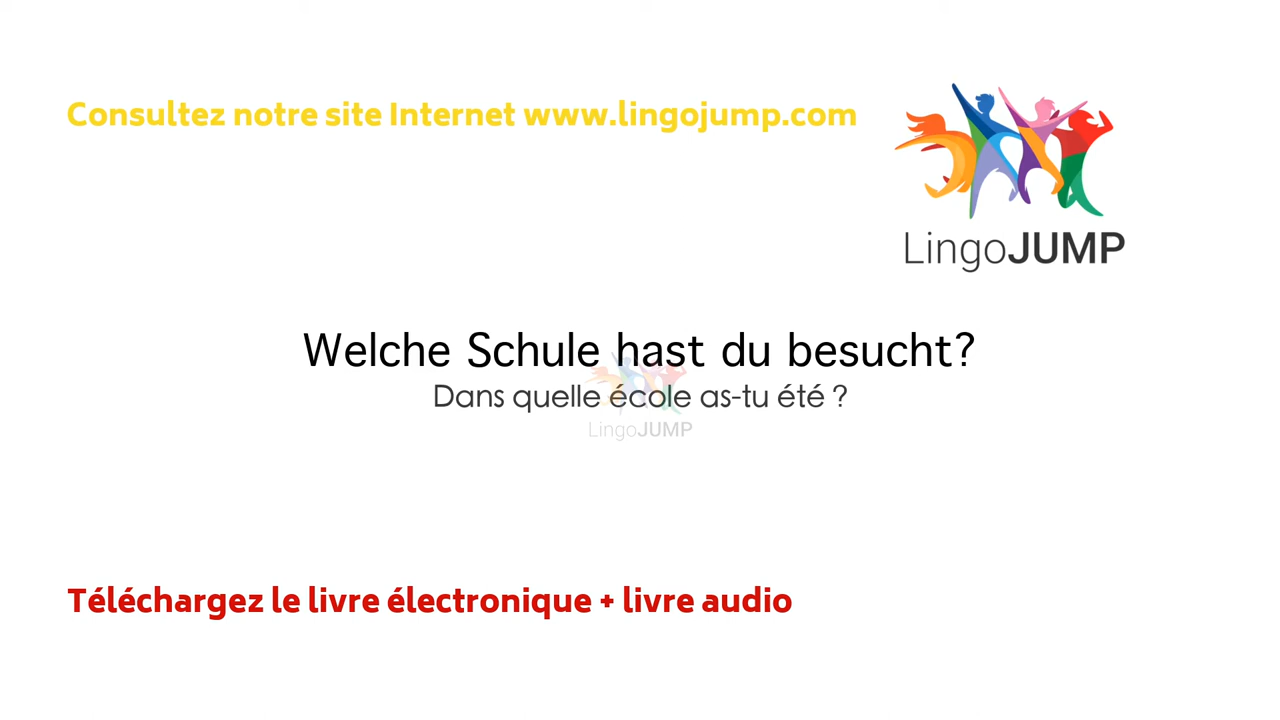 Consultez notre site Internet www.lingojump.com
LingoJUMP
Welche Schule hast du besucht?
Dans quelle école as-tu été ?
LingoJUMP
Téléchargez le livre électronique + livre audio